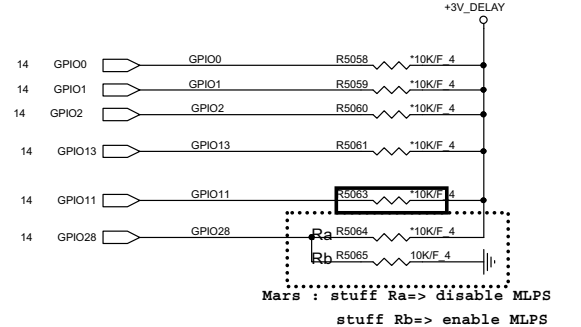 +3V_DELAY
14 GPIO0 GPIO0 R5058 *10K/F_4
14 GPIO1 GPIO1 R5059 *10K/F_4
14 GPIO2 GPIO2 R5060 *10K/F_4
14 GPIO13 GPIO13 R5061 *10K/F_4
14 GPIO11 GPIO11 R5063 *10K/F_4
14 GPIO28 GPIO28 Ra R5064 *10K/F_4
Rb R5065 10K/F_4
Mars : stuff Ra=> disable MLPS
stuff Rb=> enable MLPS